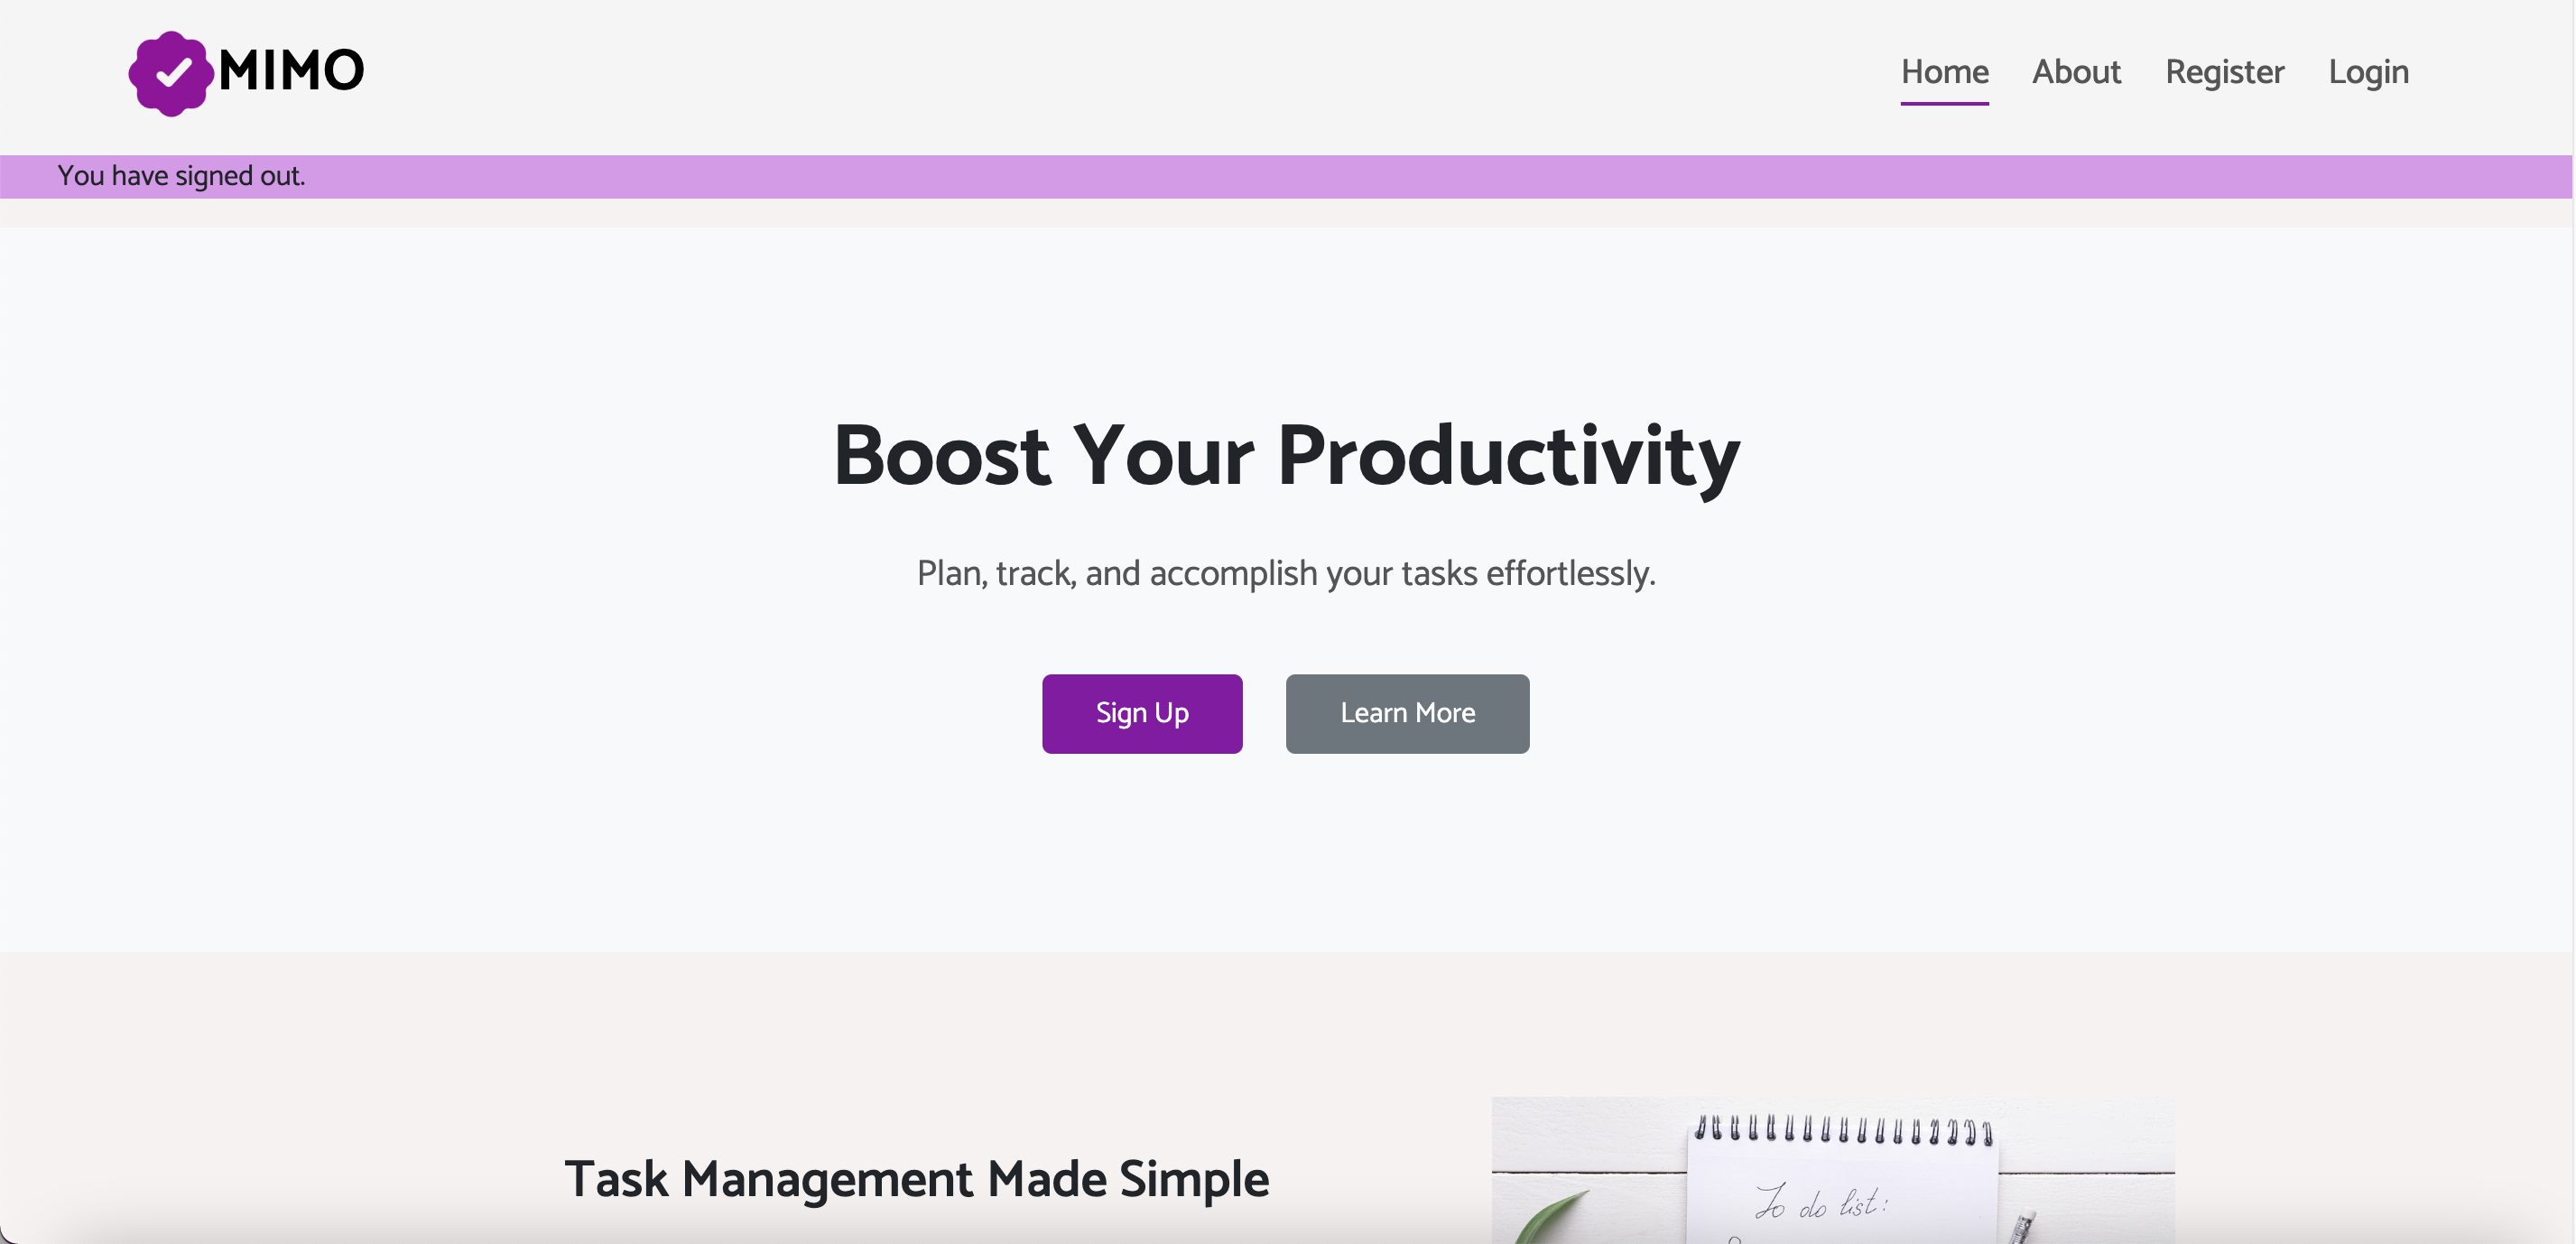 MIMO
Home About Register Login
You have signed out.
Boost Your Productivity
Plan, track, and accomplish your tasks effortlessly.
Sign Up Learn More
Task Management Made Simple
To do list: